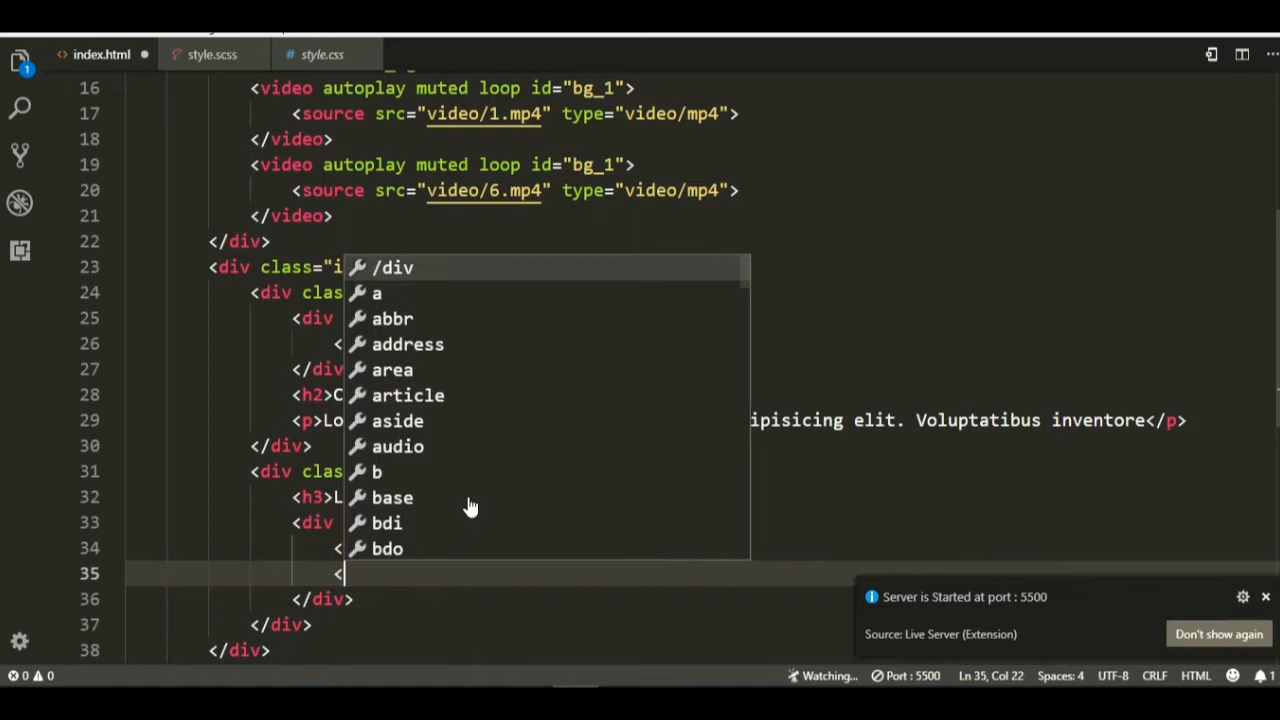 index.html style.scss # style.css
1
16 <video autoplay muted loop id="bg_1">
17 <source src="video/1.mp4" type="video/mp4">
18 </video>
19 <video autoplay muted loop id="bg_1">
20 <source src="video/6.mp4" type="video/mp4">
21 </video>
22 </div>
23 <div class="i /div
24 <div clas a
25 <div abbr
26 < address
27 </div area
28 <h2>C article
29 <p>Lo aside ipisicing elit. Voluptatibus inventore</p>
30 </div> audio
31 <div clas b
32 <h3>L base
33 <div bdi
34 < bdo
35 <
36 </div>
37 </div>
38 </div>
Server is Started at port : 5500
Source: Live Server (Extension) Don't show again
0 0 Watching... Port : 5500 Ln 35, Col 22 Spaces: 4 UTF-8 CRLF HTML 1